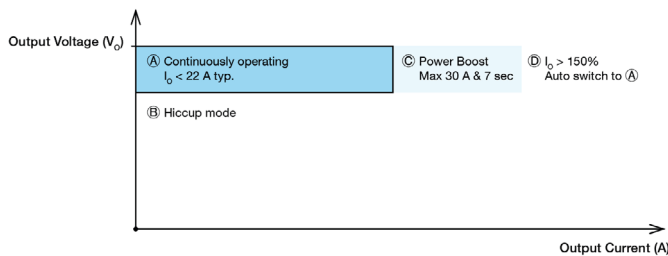 Output Voltage (Vₒ)
Ⓐ Continuously operating
Iₒ < 22 A typ.
Ⓑ Hiccup mode
Ⓒ Power Boost
Max 30 A & 7 sec
Ⓓ Iₒ > 150%
Auto switch to Ⓐ
Output Current (A)